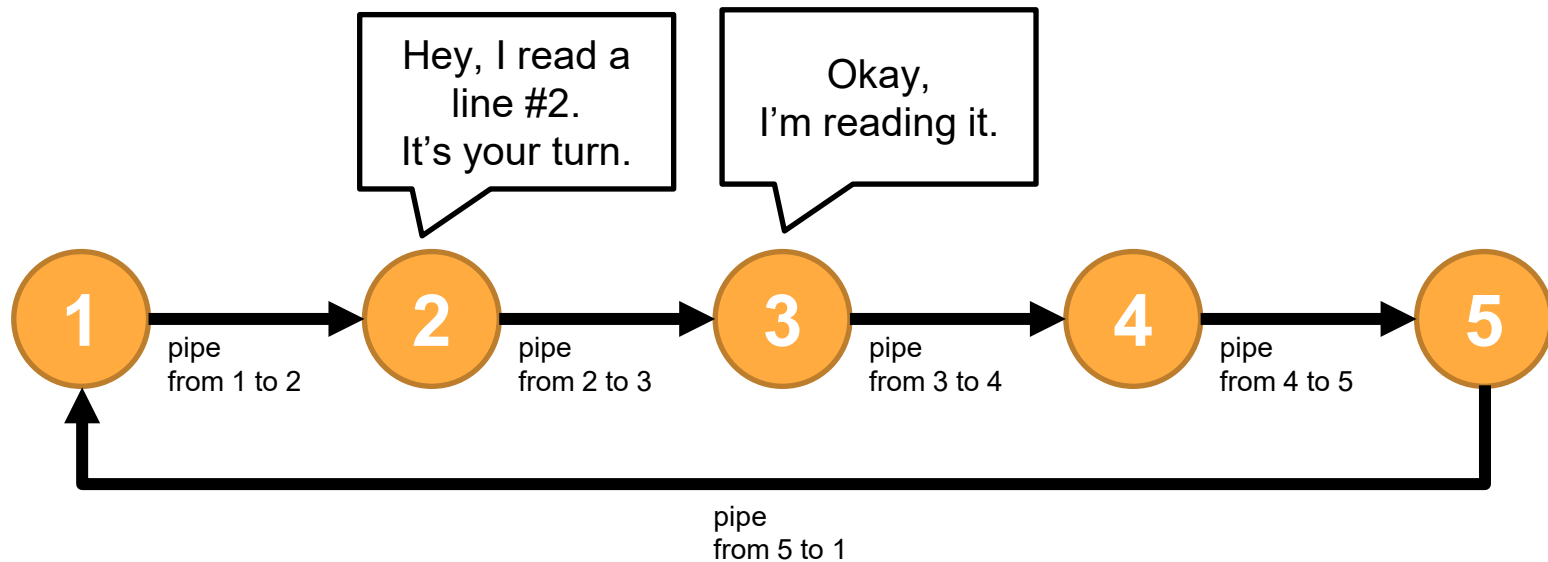 Hey, I read a
line #2.
It’s your turn.
Okay,
I’m reading it.
1
2
3
4
5
pipe
from 1 to 2
pipe
from 2 to 3
pipe
from 3 to 4
pipe
from 4 to 5
pipe
from 5 to 1